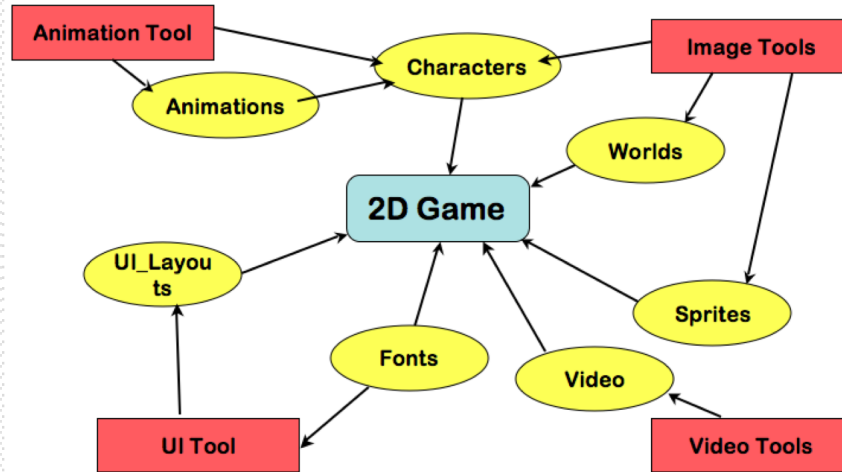 Animation Tool
Image Tools
Characters
Animations
Worlds
2D Game
UI_Layou
ts
Sprites
Fonts
Video
UI Tool
Video Tools